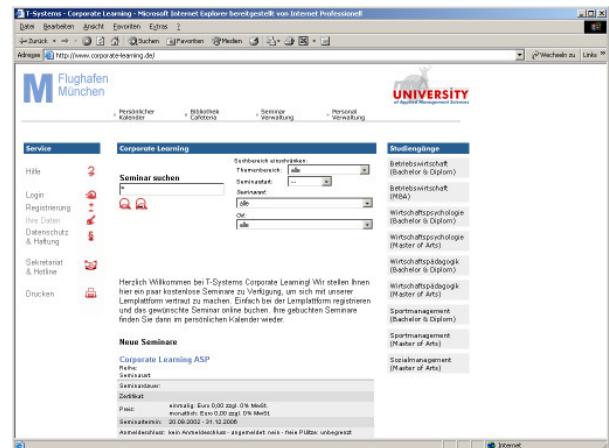 T-Systems - Corporate Learning - Microsoft Internet Explorer bereitgestellt von Internet Professionell
Datei Bearbeiten Ansicht Favoriten Extras ?
Zurück Suchen Favoriten Medien
Adresse http://www.corporate-learning.de/ Wechseln zu Links »
M Flughafen
München
UNIVERSITY
of Applied Management Sciences
Persönlicher
Kalender
Bibliothek
Cafeteria
Seminar
Verwaltung
Personal
Verwaltung
Service
Hilfe
Login
Registrierung
Ihre Daten
Datenschutz
& Haftung
Sekretariat
& Hotline
Drucken
Corporate Learning
Seminar suchen
*
Suchbereich einschränken:
Themenbereich: alle
Seminarstart: --
Seminarart:
alle
Ort:
alle
Herzlich Willkommen bei T-Systems Corporate Learning! Wir stellen Ihnen
hier ein paar kostenlose Seminare zu Verfügung, um sich mit unserer
Lernplattform vertraut zu machen. Einfach bei der Lernplattform registrieren
und das gewünschte Seminar online buchen. Ihre gebuchten Seminare
finden Sie dann im persönlichen Kalender wieder.
Neue Seminare
Corporate Learning ASP
Reihe:
Seminarart:
Seminardauer:
Zertifikat:
Preis: einmalig: Euro 0,00 zzgl. 0% MwSt.
monatlich: Euro 0,00 zzgl. 0% MwSt.
Seminartermin: 20.09.2002 - 31.12.2006
Anmeldeschluss: kein Anmeldeschluss - angemeldet: nein - freie Plätze: unbegrenzt
Studiengänge
Betriebswirtschaft
(Bachelor & Diplom)
Betriebswirtschaft
(MBA)
Wirtschaftspsychologie
(Bachelor & Diplom)
Wirtschaftspsychologie
(Master of Arts)
Wirtschaftspädagogik
(Bachelor & Diplom)
Wirtschaftspädagogik
(Master of Arts)
Sportmanagement
(Bachelor & Diplom)
Sportmanagement
(Master of Arts)
Sozialmanagement
(Master of Arts)
Internet